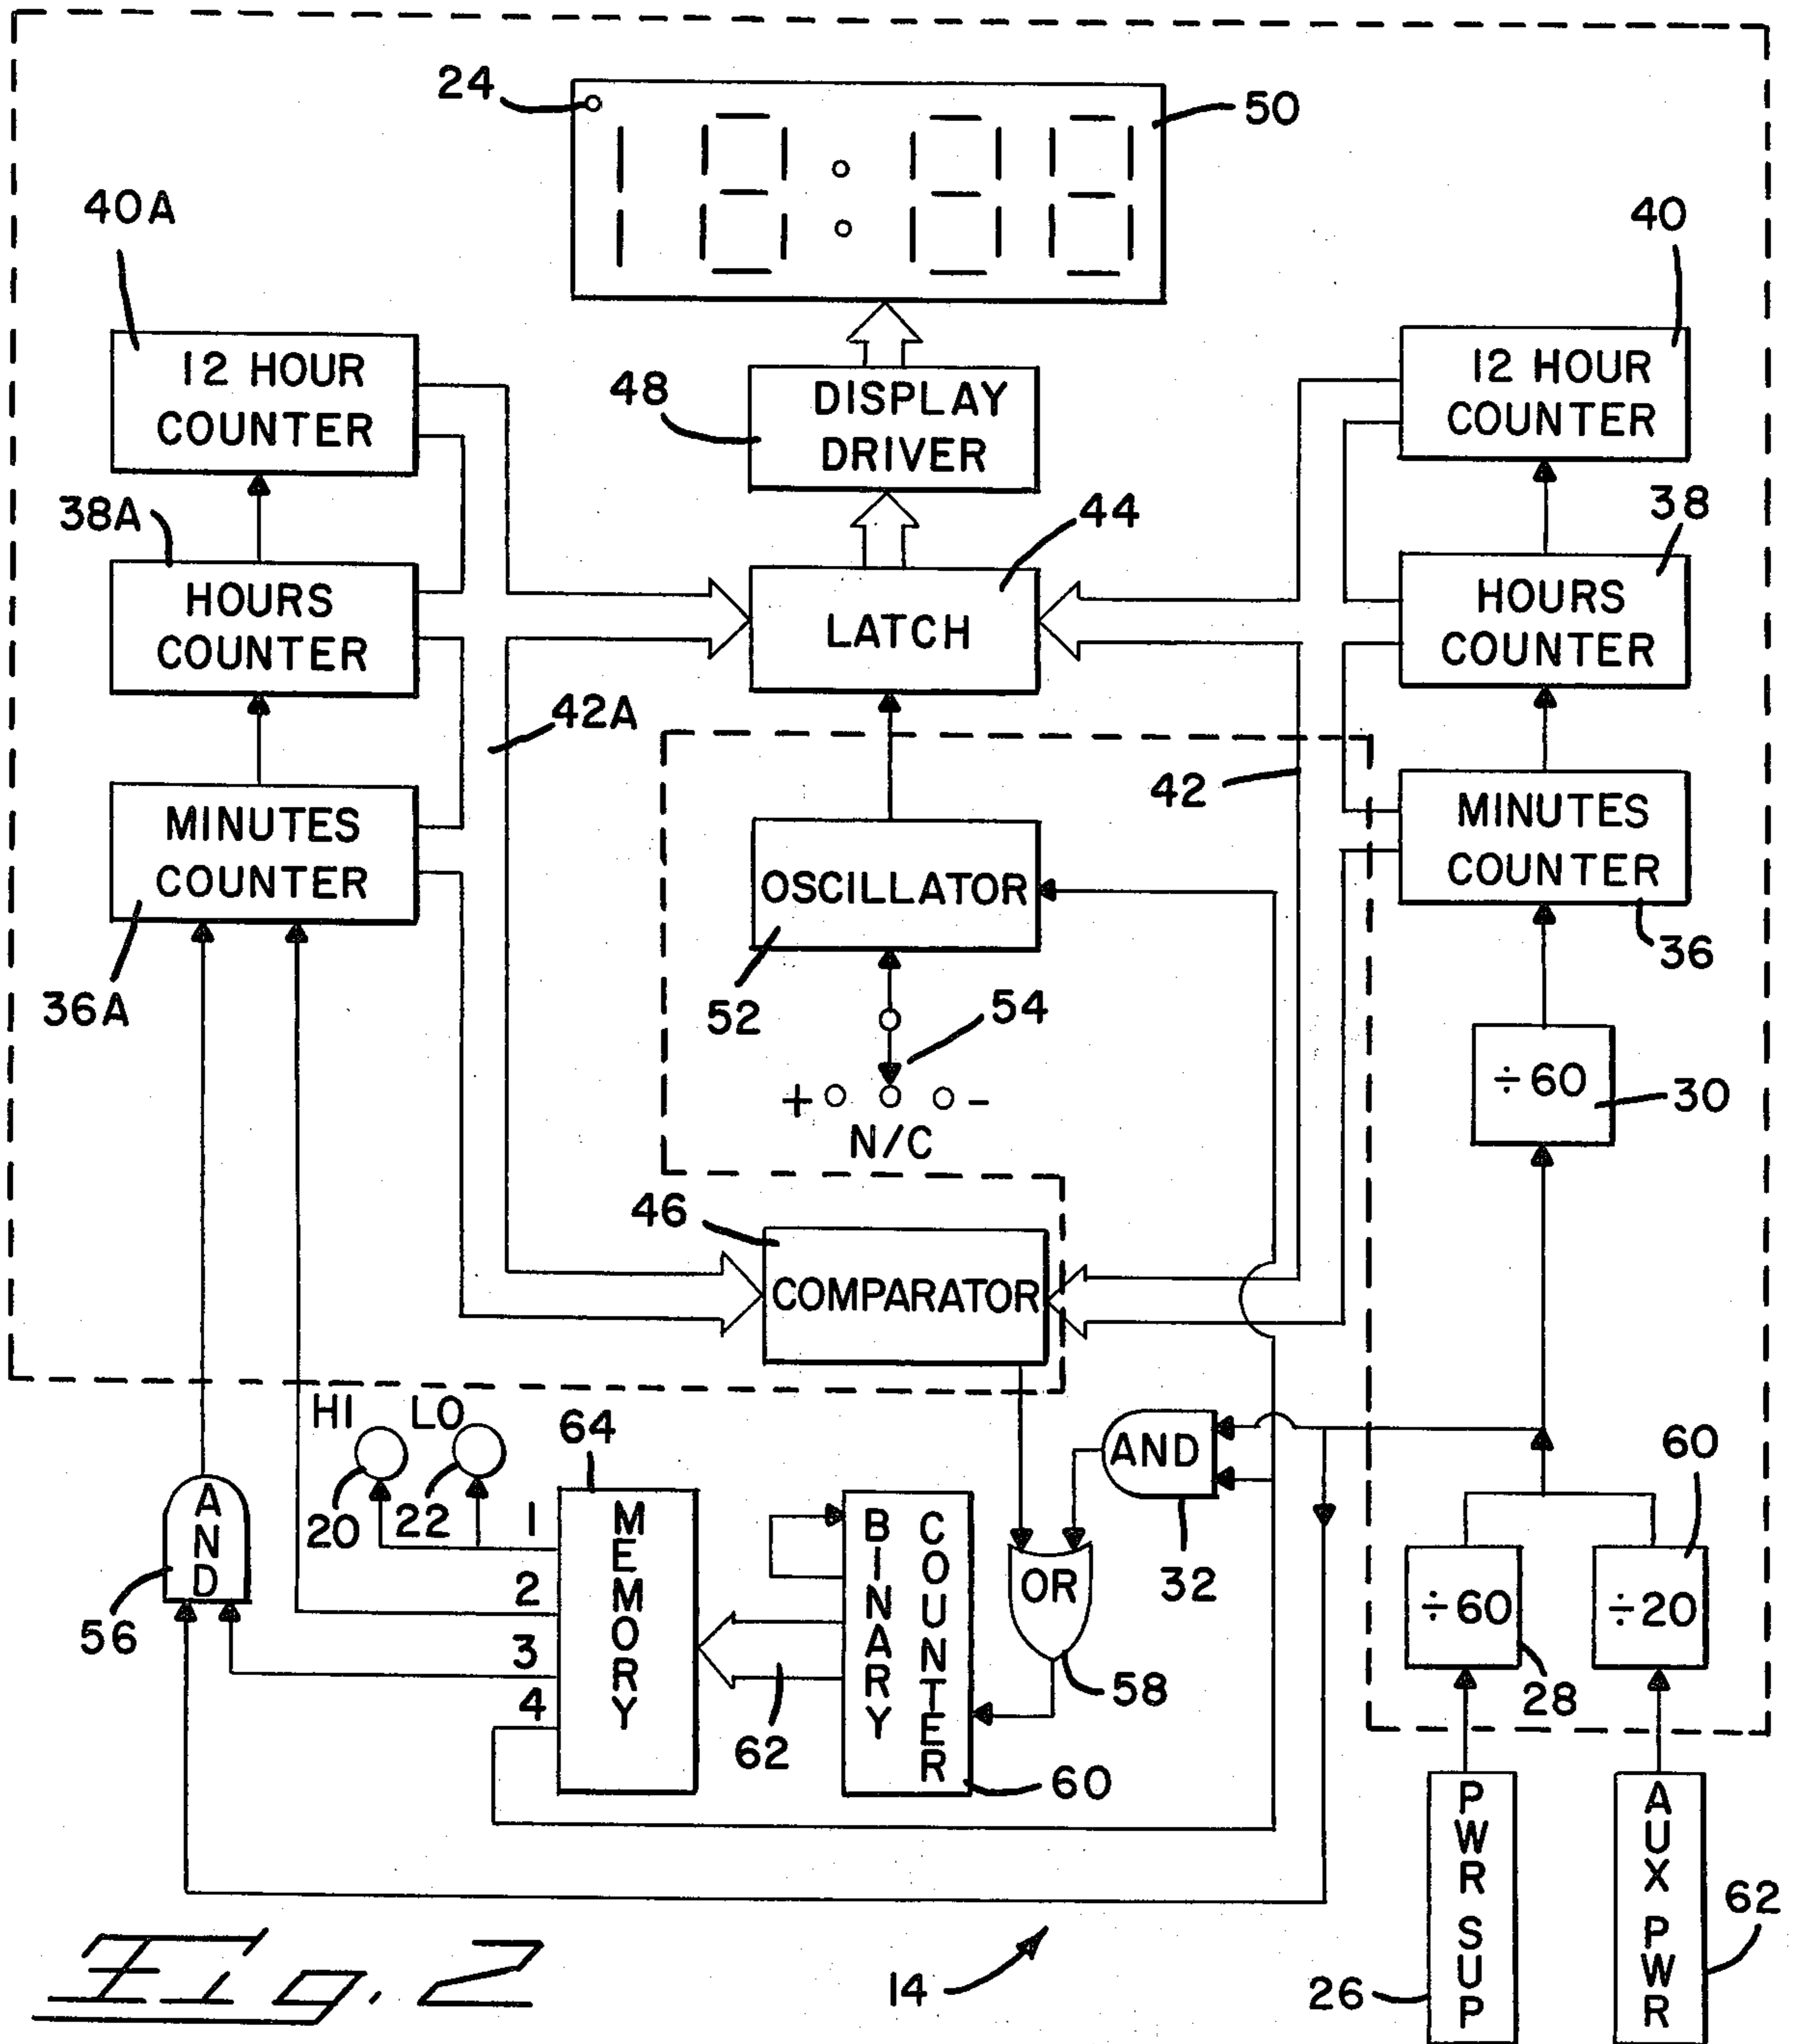 24
18:88
50
40A
40
12 HOUR
COUNTER
48
DISPLAY
DRIVER
12 HOUR
COUNTER
38A
44
38
HOURS
COUNTER
LATCH
HOURS
COUNTER
42A
42
MINUTES
COUNTER
OSCILLATOR
MINUTES
COUNTER
36A
52
54
36
+ -
N/C
÷60
30
46
COMPARATOR
HI LO
64
AND
60
20
22
1
2
3
4
MEMORY
BINARY
COUNTER
OR
32
AND
56
÷60
÷20
58
28
62
60
PWR SUP
AUX PWR
62
26
14
Fig. 2